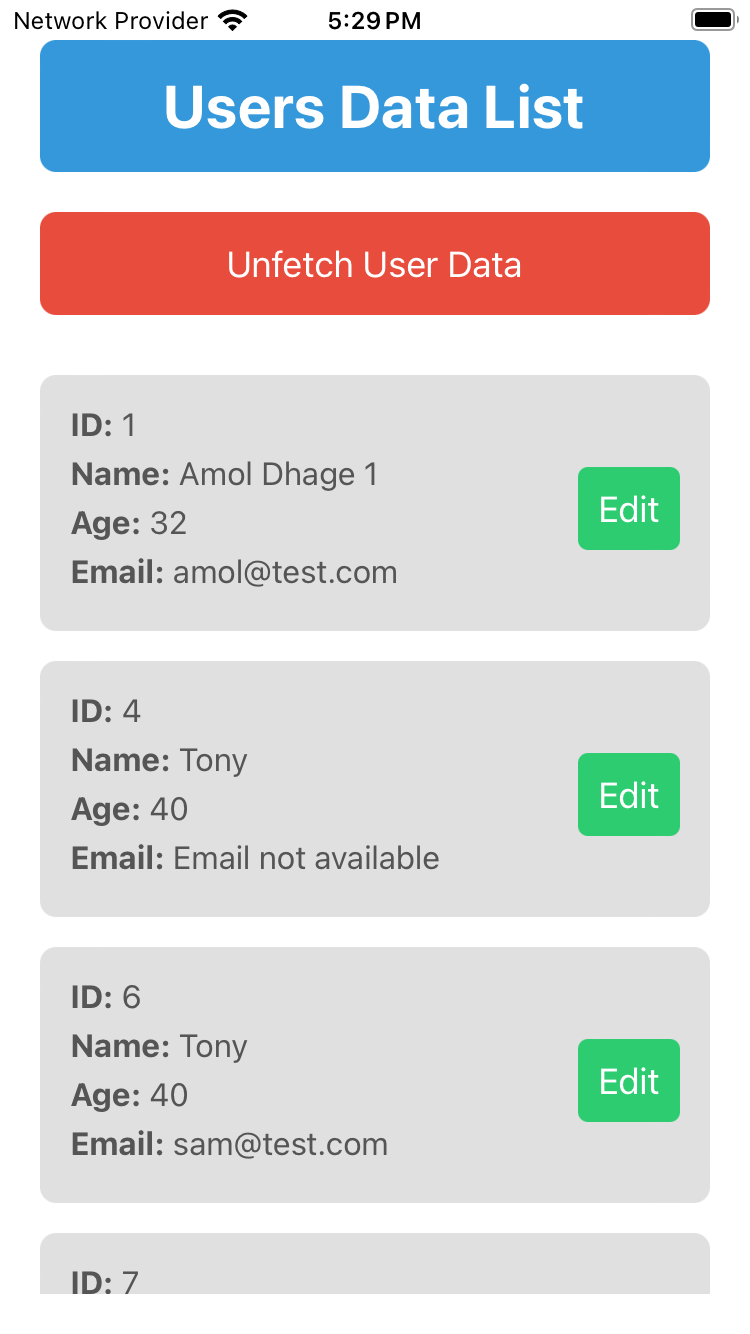 Network Provider 5:29 PM
Users Data List
Unfetch User Data
ID: 1
Name: Amol Dhage 1
Age: 32
Email: amol@test.com
Edit
ID: 4
Name: Tony
Age: 40
Email: Email not available
Edit
ID: 6
Name: Tony
Age: 40
Email: sam@test.com
Edit
ID: 7